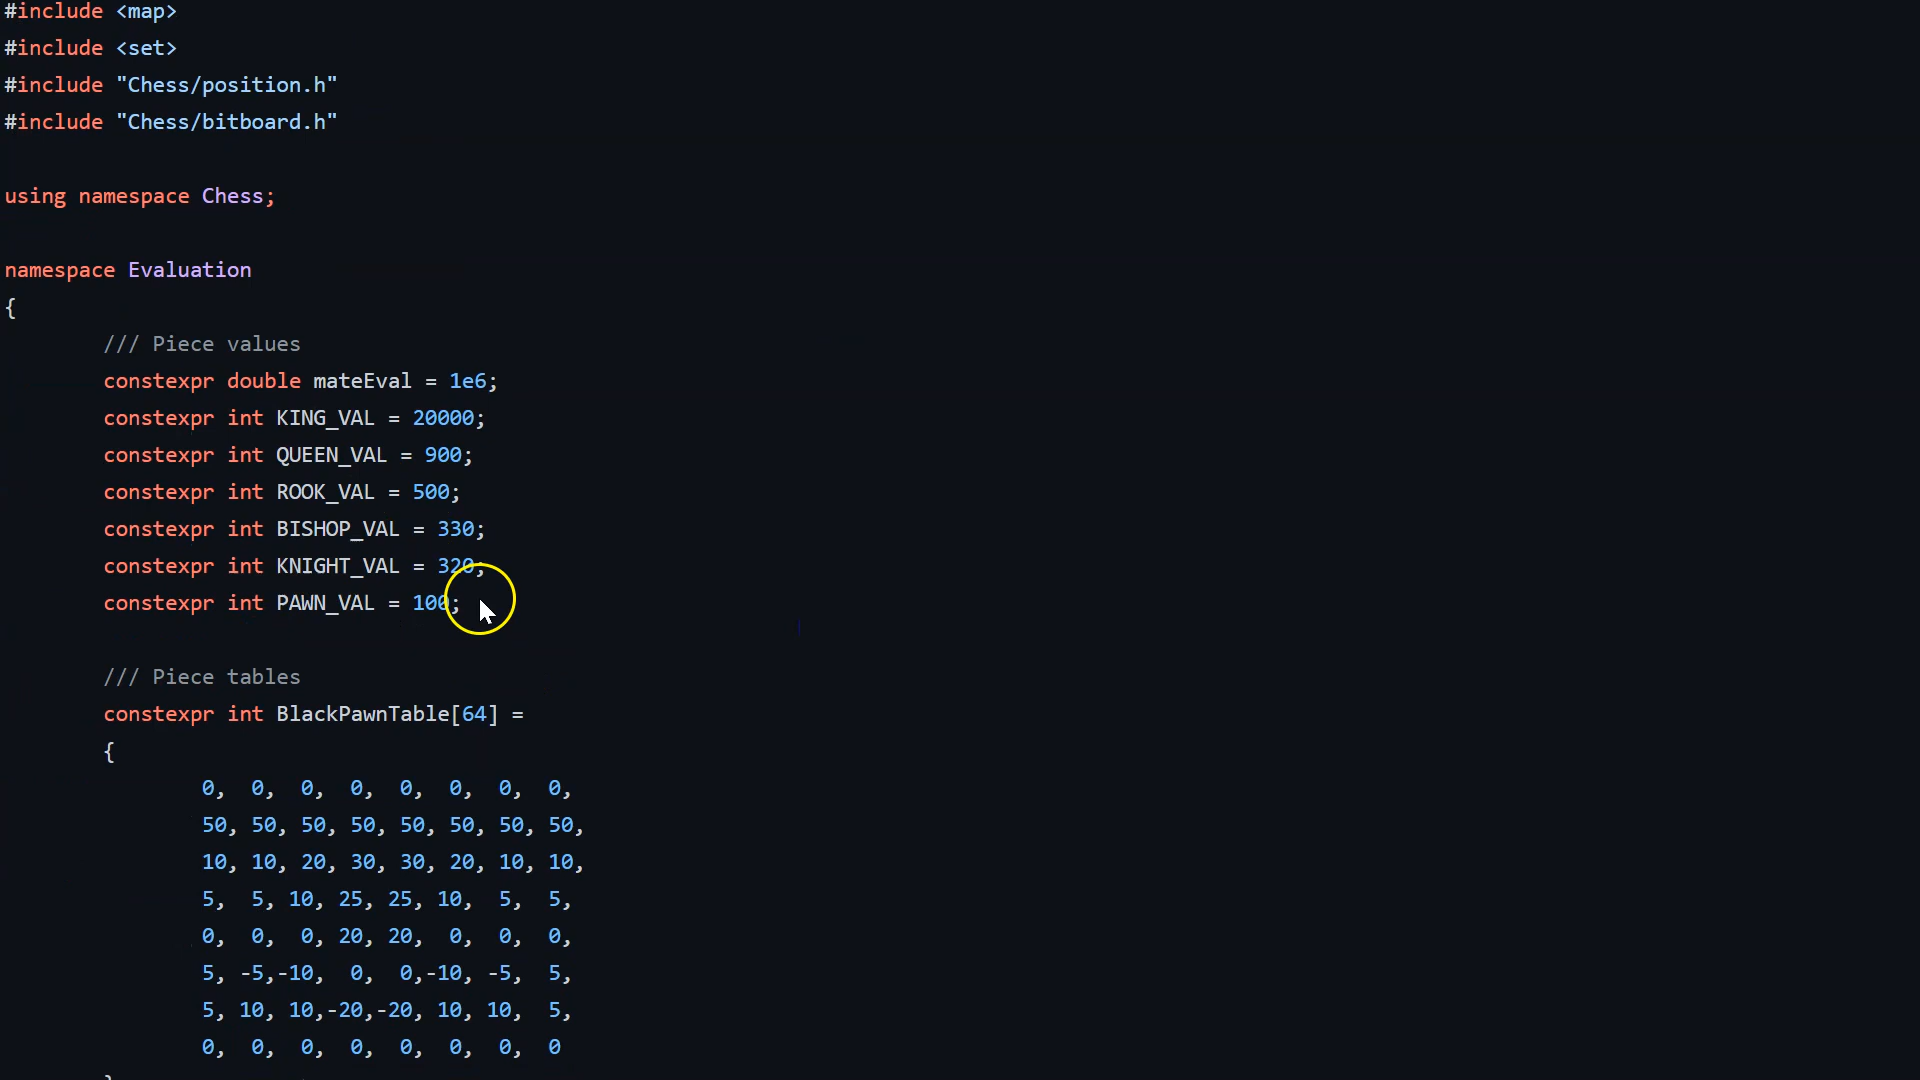 #include <map>
#include <set>
#include "Chess/position.h"
#include "Chess/bitboard.h"
using namespace Chess;
namespace Evaluation
{
/// Piece values
constexpr double mateEval = 1e6;
constexpr int KING_VAL = 20000;
constexpr int QUEEN_VAL = 900;
constexpr int ROOK_VAL = 500;
constexpr int BISHOP_VAL = 330;
constexpr int KNIGHT_VAL = 320;
constexpr int PAWN_VAL = 100;
/// Piece tables
constexpr int BlackPawnTable[64] =
{
0,  0,  0,  0,  0,  0,  0,  0,
50, 50, 50, 50, 50, 50, 50, 50,
10, 10, 20, 30, 30, 20, 10, 10,
5,  5, 10, 25, 25, 10,  5,  5,
0,  0,  0, 20, 20,  0,  0,  0,
5, -5,-10,  0,  0,-10, -5,  5,
5, 10, 10,-20,-20, 10, 10,  5,
0,  0,  0,  0,  0,  0,  0,  0